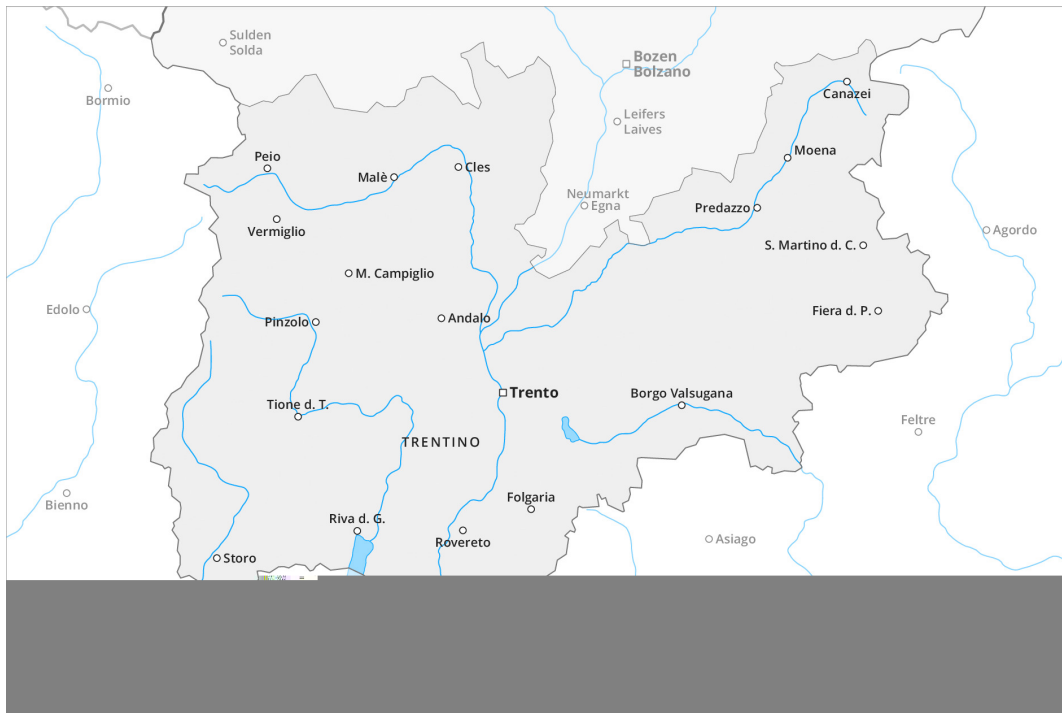 Sulden
Solda
Bozen
Bolzano
Bormio
Canazei
Leifers
Laives
Moena
Peio
Malè
Cles
Neumarkt
Egna
Predazzo
Vermiglio
Agordo
S. Martino d. C.
M. Campiglio
Edolo
Pinzolo
Andalo
Fiera d. P.
Trento
Borgo Valsugana
Tione d. T.
Feltre
TRENTINO
Bienno
Folgaria
Riva d. G.
Rovereto
Asiago
Storo